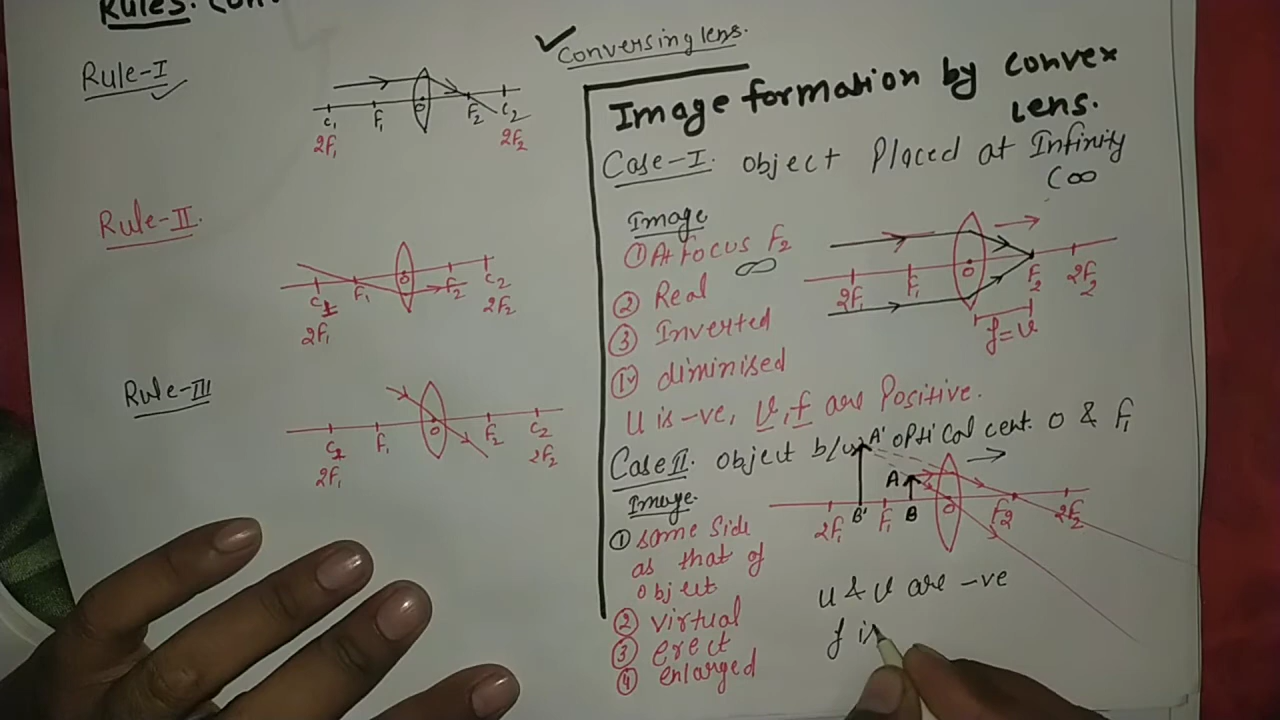 Rules. Con
Rule-I
C₁ F₁ O F₂ C₂
2F₁ 2F₂
Rule-II.
C₁ F₁ O F₂ C₂
2F₁ 2F₂
Rule-III
C₁ F₁ O F₂ C₂
2F₁ 2F₂
✓Conversing lens.
Image formation by convex
lens.
Case-I. object Placed at Infinity
(∞
Image
① At Focus F₂
∞
② Real
③ Inverted
④ diminised
2F₁ F₁ O F₂ 2F₂
f=v
U is -ve, v, f are Positive.
Case II. object b/w optical cent. O & F₁
Image.
① same side
as that of
object
② virtual
③ erect
④ enlarged
A' A
2F₁ B' F₁ B O F₂ 2F₂
u & v are -ve
f is